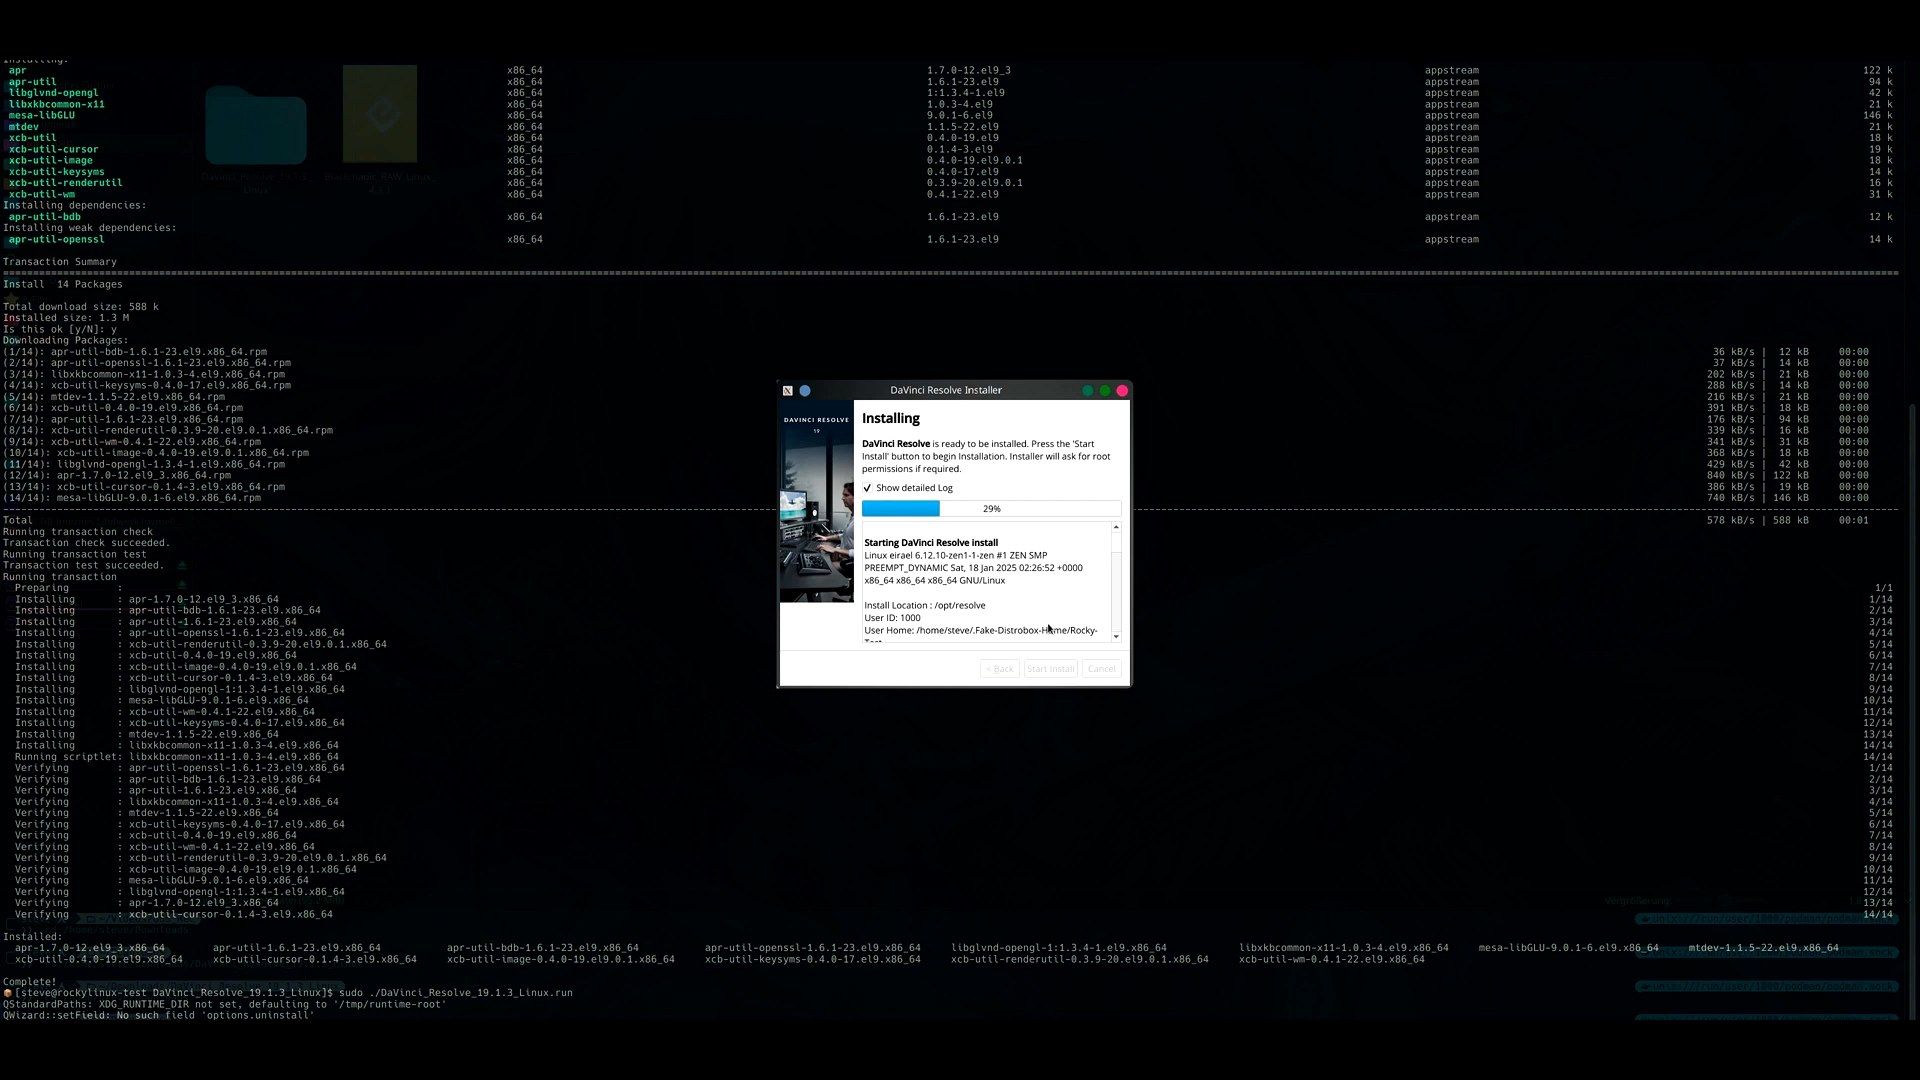 Installing:
apr x86_64 1.7.0-12.el9_3 appstream 122 k
apr-util x86_64 1.6.1-23.el9 appstream 94 k
libglvnd-opengl x86_64 1:1.3.4-1.el9 appstream 42 k
libxkbcommon-x11 x86_64 1.0.3-4.el9 appstream 21 k
mesa-libGLU x86_64 9.0.1-6.el9 appstream 146 k
mtdev x86_64 1.1.5-22.el9 appstream 21 k
xcb-util x86_64 0.4.0-19.el9 appstream 18 k
xcb-util-cursor x86_64 0.1.4-3.el9 appstream 19 k
xcb-util-image x86_64 0.4.0-19.el9.0.1 appstream 18 k
xcb-util-keysyms x86_64 0.4.0-17.el9 appstream 14 k
xcb-util-renderutil x86_64 0.3.9-20.el9.0.1 appstream 16 k
xcb-util-wm x86_64 0.4.1-22.el9 appstream 31 k
Installing dependencies:
apr-util-bdb x86_64 1.6.1-23.el9 appstream 12 k
Installing weak dependencies:
apr-util-openssl x86_64 1.6.1-23.el9 appstream 14 k
Transaction Summary
Install 14 Packages
Total download size: 588 k
Installed size: 1.3 M
Is this ok [y/N]: y
Downloading Packages:
(1/14): apr-util-bdb-1.6.1-23.el9.x86_64.rpm 36 kB/s | 12 kB 00:00
(2/14): apr-util-openssl-1.6.1-23.el9.x86_64.rpm 37 kB/s | 14 kB 00:00
(3/14): libxkbcommon-x11-1.0.3-4.el9.x86_64.rpm 202 kB/s | 21 kB 00:00
(4/14): xcb-util-keysyms-0.4.0-17.el9.x86_64.rpm 288 kB/s | 14 kB 00:00
(5/14): mtdev-1.1.5-22.el9.x86_64.rpm 216 kB/s | 21 kB 00:00
(6/14): xcb-util-0.4.0-19.el9.x86_64.rpm 391 kB/s | 18 kB 00:00
(7/14): apr-util-1.6.1-23.el9.x86_64.rpm 176 kB/s | 94 kB 00:00
(8/14): xcb-util-renderutil-0.3.9-20.el9.0.1.x86_64.rpm 339 kB/s | 16 kB 00:00
(9/14): xcb-util-wm-0.4.1-22.el9.x86_64.rpm 341 kB/s | 31 kB 00:00
(10/14): xcb-util-image-0.4.0-19.el9.0.1.x86_64.rpm 368 kB/s | 18 kB 00:00
(11/14): libglvnd-opengl-1.3.4-1.el9.x86_64.rpm 429 kB/s | 42 kB 00:00
(12/14): apr-1.7.0-12.el9_3.x86_64.rpm 840 kB/s | 122 kB 00:00
(13/14): xcb-util-cursor-0.1.4-3.el9.x86_64.rpm 386 kB/s | 19 kB 00:00
(14/14): mesa-libGLU-9.0.1-6.el9.x86_64.rpm 740 kB/s | 146 kB 00:00
Total 578 kB/s | 588 kB 00:01
Running transaction check
Transaction check succeeded.
Running transaction test
Transaction test succeeded.
Running transaction
Preparing : 1/1
Installing : apr-1.7.0-12.el9_3.x86_64 1/14
Installing : apr-util-bdb-1.6.1-23.el9.x86_64 2/14
Installing : apr-util-1.6.1-23.el9.x86_64 3/14
Installing : apr-util-openssl-1.6.1-23.el9.x86_64 4/14
Installing : xcb-util-renderutil-0.3.9-20.el9.0.1.x86_64 5/14
Installing : xcb-util-0.4.0-19.el9.x86_64 6/14
Installing : xcb-util-image-0.4.0-19.el9.0.1.x86_64 7/14
Installing : xcb-util-cursor-0.1.4-3.el9.x86_64 8/14
Installing : libglvnd-opengl-1:1.3.4-1.el9.x86_64 9/14
Installing : mesa-libGLU-9.0.1-6.el9.x86_64 10/14
Installing : xcb-util-wm-0.4.1-22.el9.x86_64 11/14
Installing : xcb-util-keysyms-0.4.0-17.el9.x86_64 12/14
Installing : mtdev-1.1.5-22.el9.x86_64 13/14
Installing : libxkbcommon-x11-1.0.3-4.el9.x86_64 14/14
Running scriptlet: libxkbcommon-x11-1.0.3-4.el9.x86_64 14/14
Verifying : apr-util-openssl-1.6.1-23.el9.x86_64 1/14
Verifying : apr-util-bdb-1.6.1-23.el9.x86_64 2/14
Verifying : apr-util-1.6.1-23.el9.x86_64 3/14
Verifying : libxkbcommon-x11-1.0.3-4.el9.x86_64 4/14
Verifying : mtdev-1.1.5-22.el9.x86_64 5/14
Verifying : xcb-util-keysyms-0.4.0-17.el9.x86_64 6/14
Verifying : xcb-util-0.4.0-19.el9.x86_64 7/14
Verifying : xcb-util-wm-0.4.1-22.el9.x86_64 8/14
Verifying : xcb-util-renderutil-0.3.9-20.el9.0.1.x86_64 9/14
Verifying : xcb-util-image-0.4.0-19.el9.0.1.x86_64 10/14
Verifying : mesa-libGLU-9.0.1-6.el9.x86_64 11/14
Verifying : libglvnd-opengl-1:1.3.4-1.el9.x86_64 12/14
Verifying : apr-1.7.0-12.el9_3.x86_64 13/14
Verifying : xcb-util-cursor-0.1.4-3.el9.x86_64 14/14
Installed:
apr-1.7.0-12.el9_3.x86_64 apr-util-1.6.1-23.el9.x86_64 apr-util-bdb-1.6.1-23.el9.x86_64 apr-util-openssl-1.6.1-23.el9.x86_64 libglvnd-opengl-1:1.3.4-1.el9.x86_64 libxkbcommon-x11-1.0.3-4.el9.x86_64 mesa-libGLU-9.0.1-6.el9.x86_64 mtdev-1.1.5-22.el9.x86_64
xcb-util-0.4.0-19.el9.x86_64 xcb-util-cursor-0.1.4-3.el9.x86_64 xcb-util-image-0.4.0-19.el9.0.1.x86_64 xcb-util-keysyms-0.4.0-17.el9.x86_64 xcb-util-renderutil-0.3.9-20.el9.0.1.x86_64 xcb-util-wm-0.4.1-22.el9.x86_64
Complete!
[steve@rockylinux-test DaVinci_Resolve_19.1.3_Linux]$ sudo ./DaVinci_Resolve_19.1.3_Linux.run
QStandardPaths: XDG_RUNTIME_DIR not set, defaulting to '/tmp/runtime-root'
QWizard::setField: No such field 'options.uninstall'
DaVinci Resolve Installer
DAVINCI RESOLVE
19
Installing
DaVinci Resolve is ready to be installed. Press the 'Start
Install' button to begin Installation. Installer will ask for root
permissions if required.
Show detailed Log
29%
Starting DaVinci Resolve install
Linux eirael 6.12.10-zen1-1-zen #1 ZEN SMP
PREEMPT_DYNAMIC Sat, 18 Jan 2025 02:26:52 +0000
x86_64 x86_64 x86_64 GNU/Linux
Install Location : /opt/resolve
User ID: 1000
User Home: /home/steve/.Fake-Distrobox-Home/Rocky-
< Back Start Install Cancel
Vergrößerung: